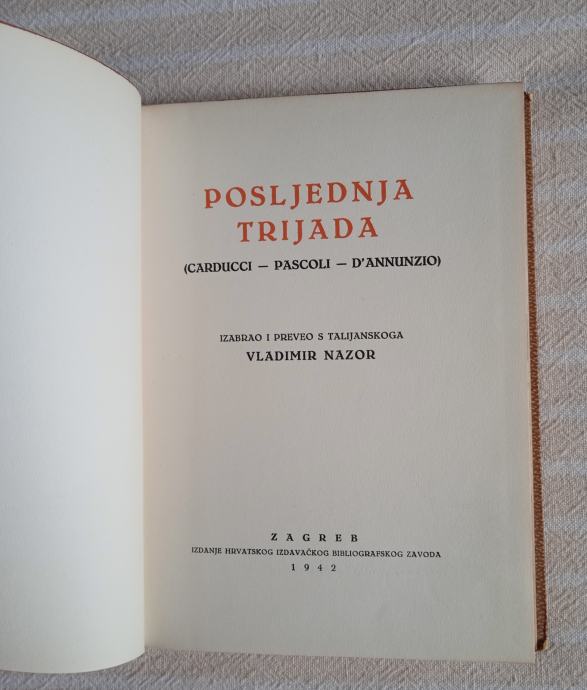 POSLJEDNJA
TRIJADA
(CARDUCCI — PASCOLI — D'ANNUNZIO)
IZABRAO I PREVEO S TALIJANSKOGA
VLADIMIR NAZOR
ZAGREB
IZDANJE HRVATSKOG IZDAVAČKOG BIBLIOGRAFSKOG ZAVODA
1942